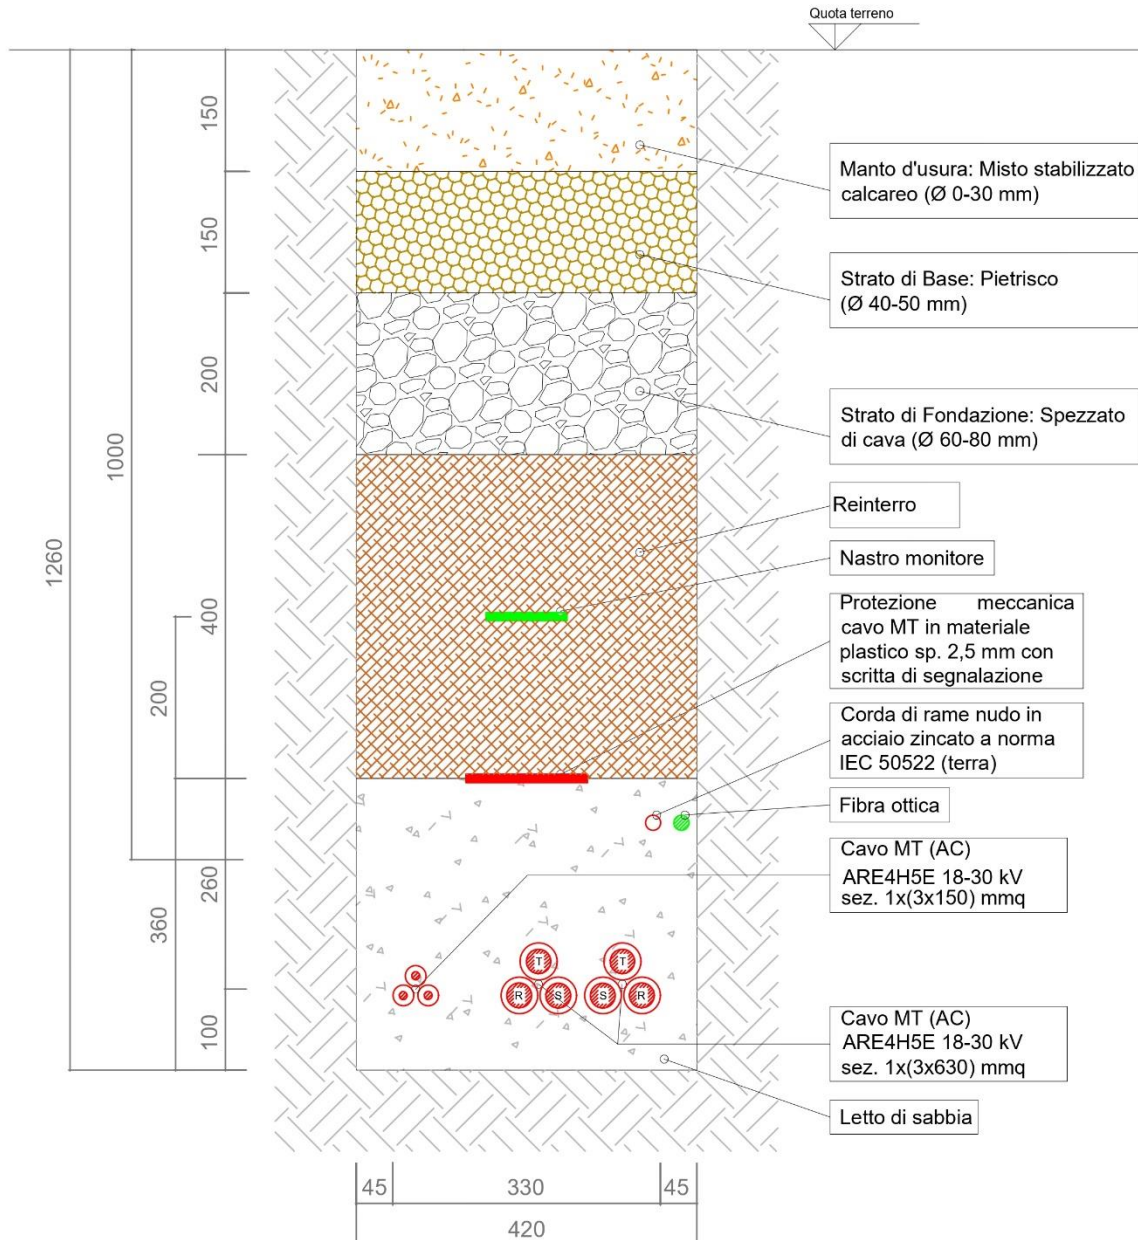 Quota terreno
150
150
200
1000
1260
400
200
260
360
100
Manto d'usura: Misto stabilizzato
calcareo (Ø 0-30 mm)
Strato di Base: Pietrisco
(Ø 40-50 mm)
Strato di Fondazione: Spezzato
di cava (Ø 60-80 mm)
Reinterro
Nastro monitore
Protezione meccanica
cavo MT in materiale
plastico sp. 2,5 mm con
scritta di segnalazione
Corda di rame nudo in
acciaio zincato a norma
IEC 50522 (terra)
Fibra ottica
Cavo MT (AC)
ARE4H5E 18-30 kV
sez. 1x(3x150) mmq
T T
R S S R
Cavo MT (AC)
ARE4H5E 18-30 kV
sez. 1x(3x630) mmq
Letto di sabbia
45 330 45
420